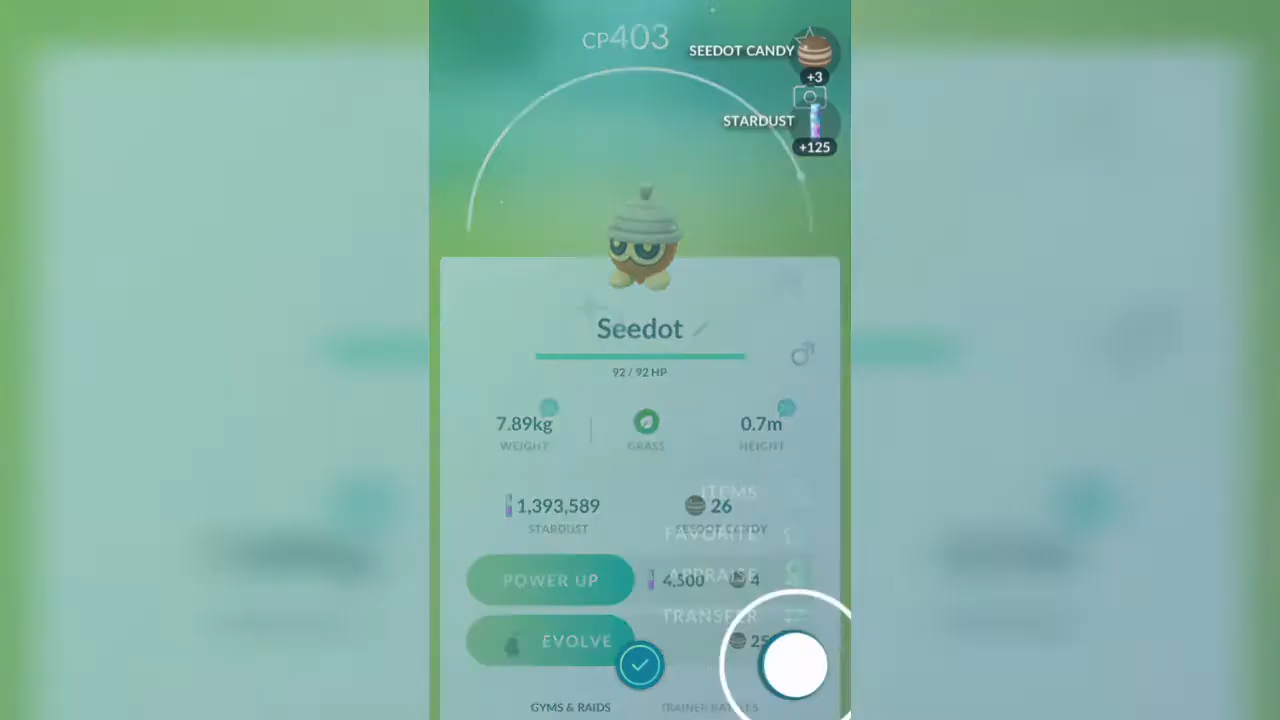 CP403
SEEDOT CANDY
+3
STARDUST
+125
Seedot
92 / 92 HP
7.89kg
WEIGHT
GRASS
0.7m
HEIGHT
1,393,589
STARDUST
26
SEEDOT CANDY
ITEMS
FAVORITE
APPRAISE
POWER UP
4,500
4
TRANSFER
EVOLVE
25
GYMS & RAIDS
TRAINER BATTLES